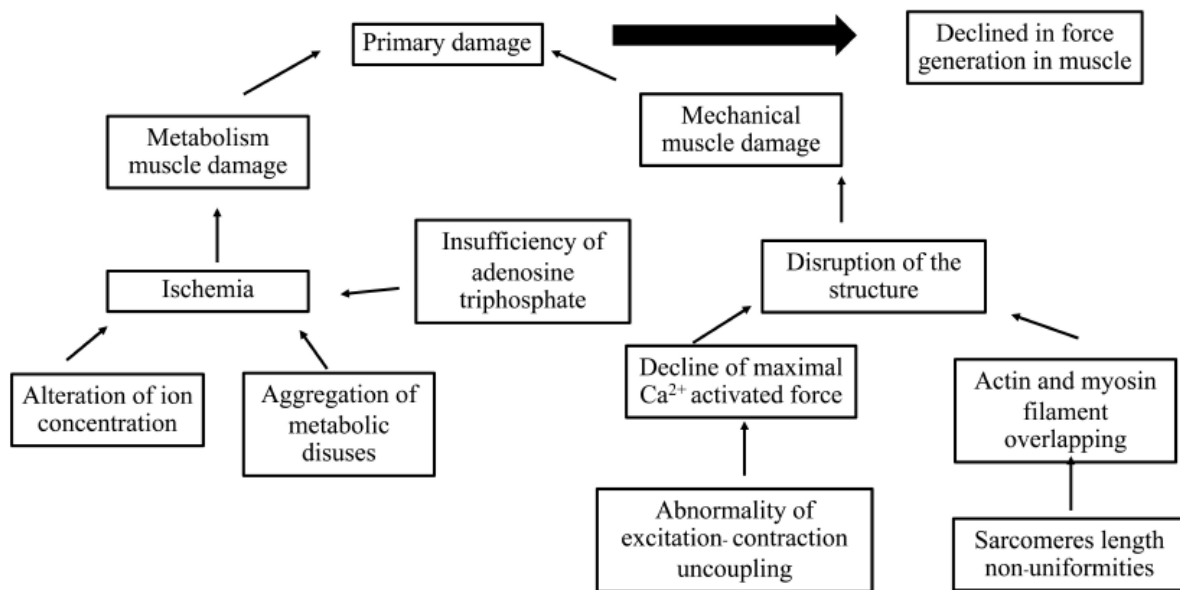 Primary damage
Declined in force
generation in muscle
Metabolism
muscle damage
Mechanical
muscle damage
Ischemia
Insufficiency of
adenosine
triphosphate
Disruption of the
structure
Alteration of ion
concentration
Aggregation of
metabolic
disuses
Decline of maximal
Ca²⁺ activated force
Actin and myosin
filament
overlapping
Abnormality of
excitation-contraction
uncoupling
Sarcomeres length
non-uniformities